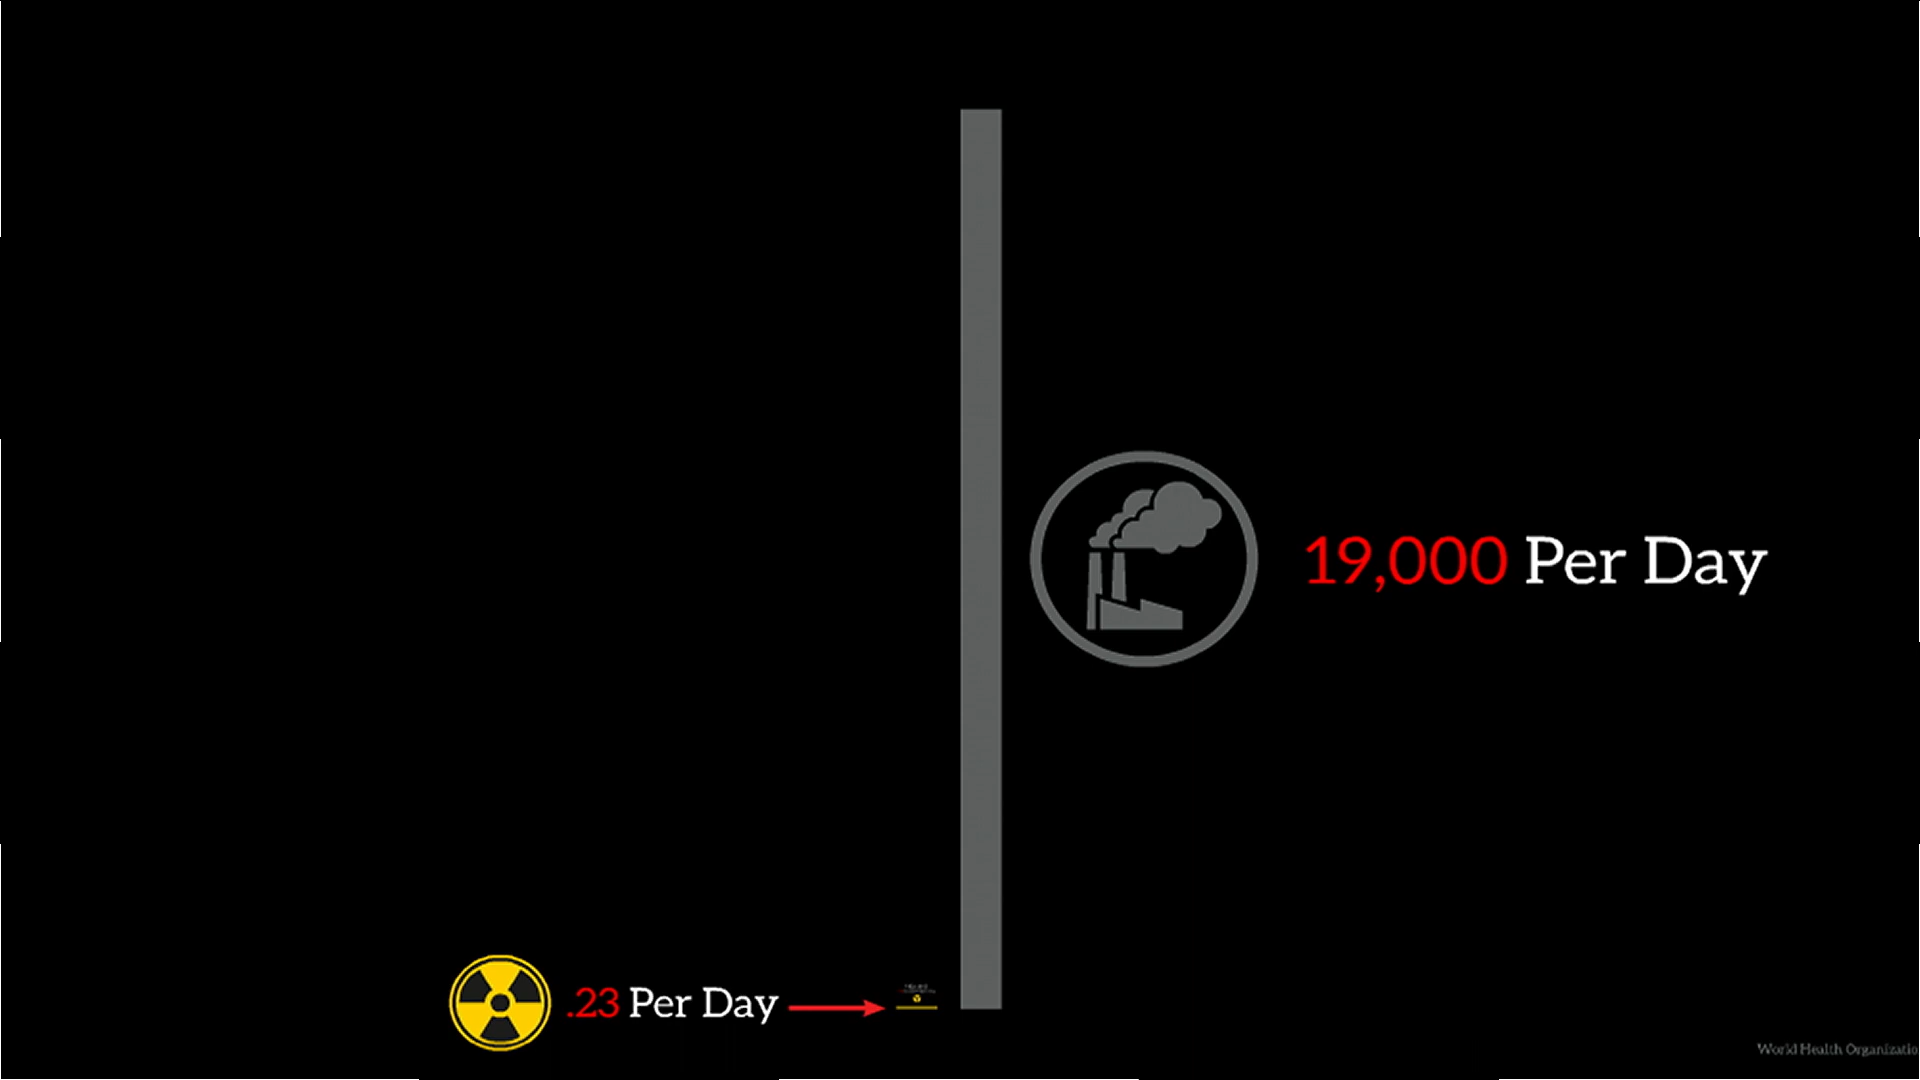 19,000 Per Day
.23 Per Day
World Health Organizatio